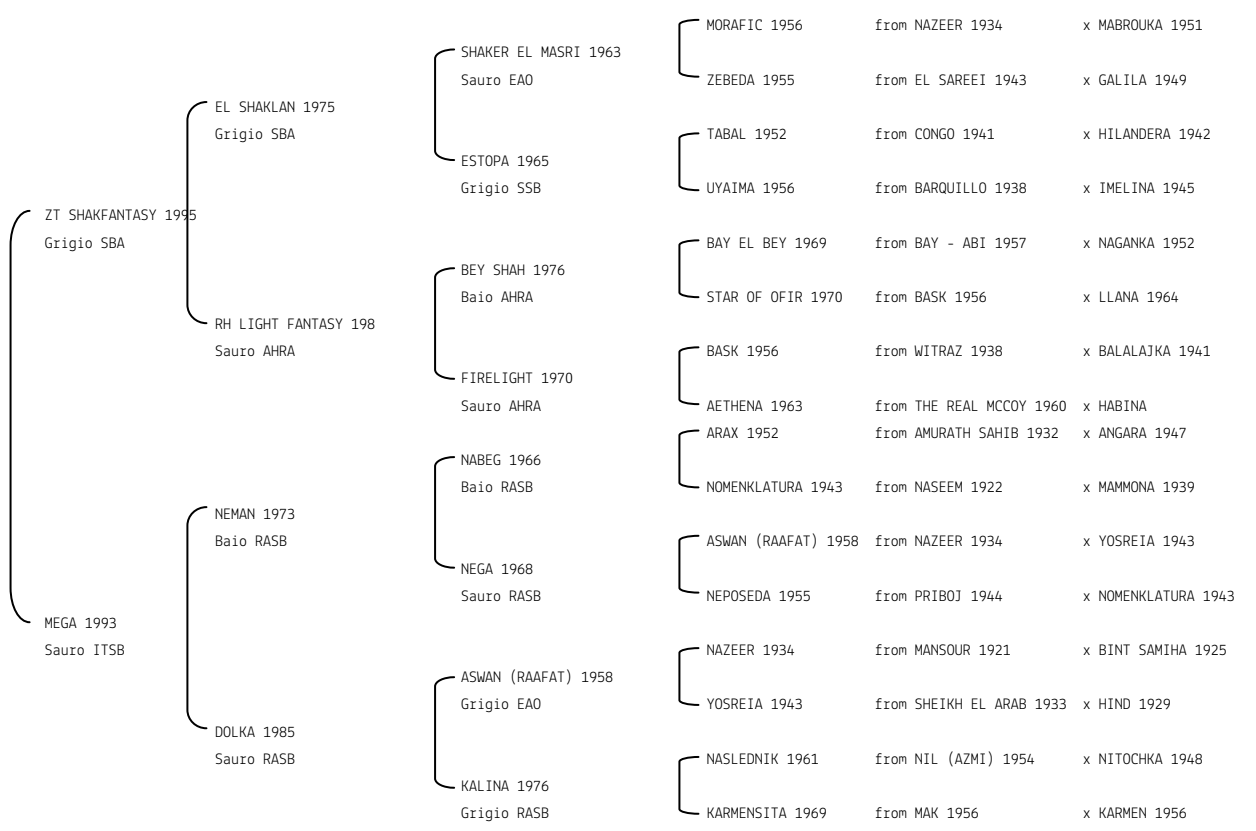 MORAFIC 1956 from NAZEER 1934 x MABROUKA 1951
SHAKER EL MASRI 1963
Sauro EAO ZEBEDA 1955 from EL SAREEI 1943 x GALILA 1949
EL SHAKLAN 1975
Grigio SBA TABAL 1952 from CONGO 1941 x HILANDERA 1942
ESTOPA 1965
Grigio SSB UYAIMA 1956 from BARQUILLO 1938 x IMELINA 1945
ZT SHAKFANTASY 1995
Grigio SBA BAY EL BEY 1969 from BAY - ABI 1957 x NAGANKA 1952
BEY SHAH 1976
Baio AHRA STAR OF OFIR 1970 from BASK 1956 x LLANA 1964
RH LIGHT FANTASY 198
Sauro AHRA BASK 1956 from WITRAZ 1938 x BALALAJKA 1941
FIRELIGHT 1970
Sauro AHRA AETHENA 1963 from THE REAL MCCOY 1960 x HABINA
ARAX 1952 from AMURATH SAHIB 1932 x ANGARA 1947
NABEG 1966
Baio RASB NOMENKLATURA 1943 from NASEEM 1922 x MAMMONA 1939
NEMAN 1973
Baio RASB ASWAN (RAAFAT) 1958 from NAZEER 1934 x YOSREIA 1943
NEGA 1968
Sauro RASB NEPOSEDA 1955 from PRIBOJ 1944 x NOMENKLATURA 1943
MEGA 1993
Sauro ITSB NAZEER 1934 from MANSOUR 1921 x BINT SAMIHA 1925
ASWAN (RAAFAT) 1958
Grigio EAO YOSREIA 1943 from SHEIKH EL ARAB 1933 x HIND 1929
DOLKA 1985
Sauro RASB NASLEDNIK 1961 from NIL (AZMI) 1954 x NITOCHKA 1948
KALINA 1976
Grigio RASB KARMENSITA 1969 from MAK 1956 x KARMEN 1956